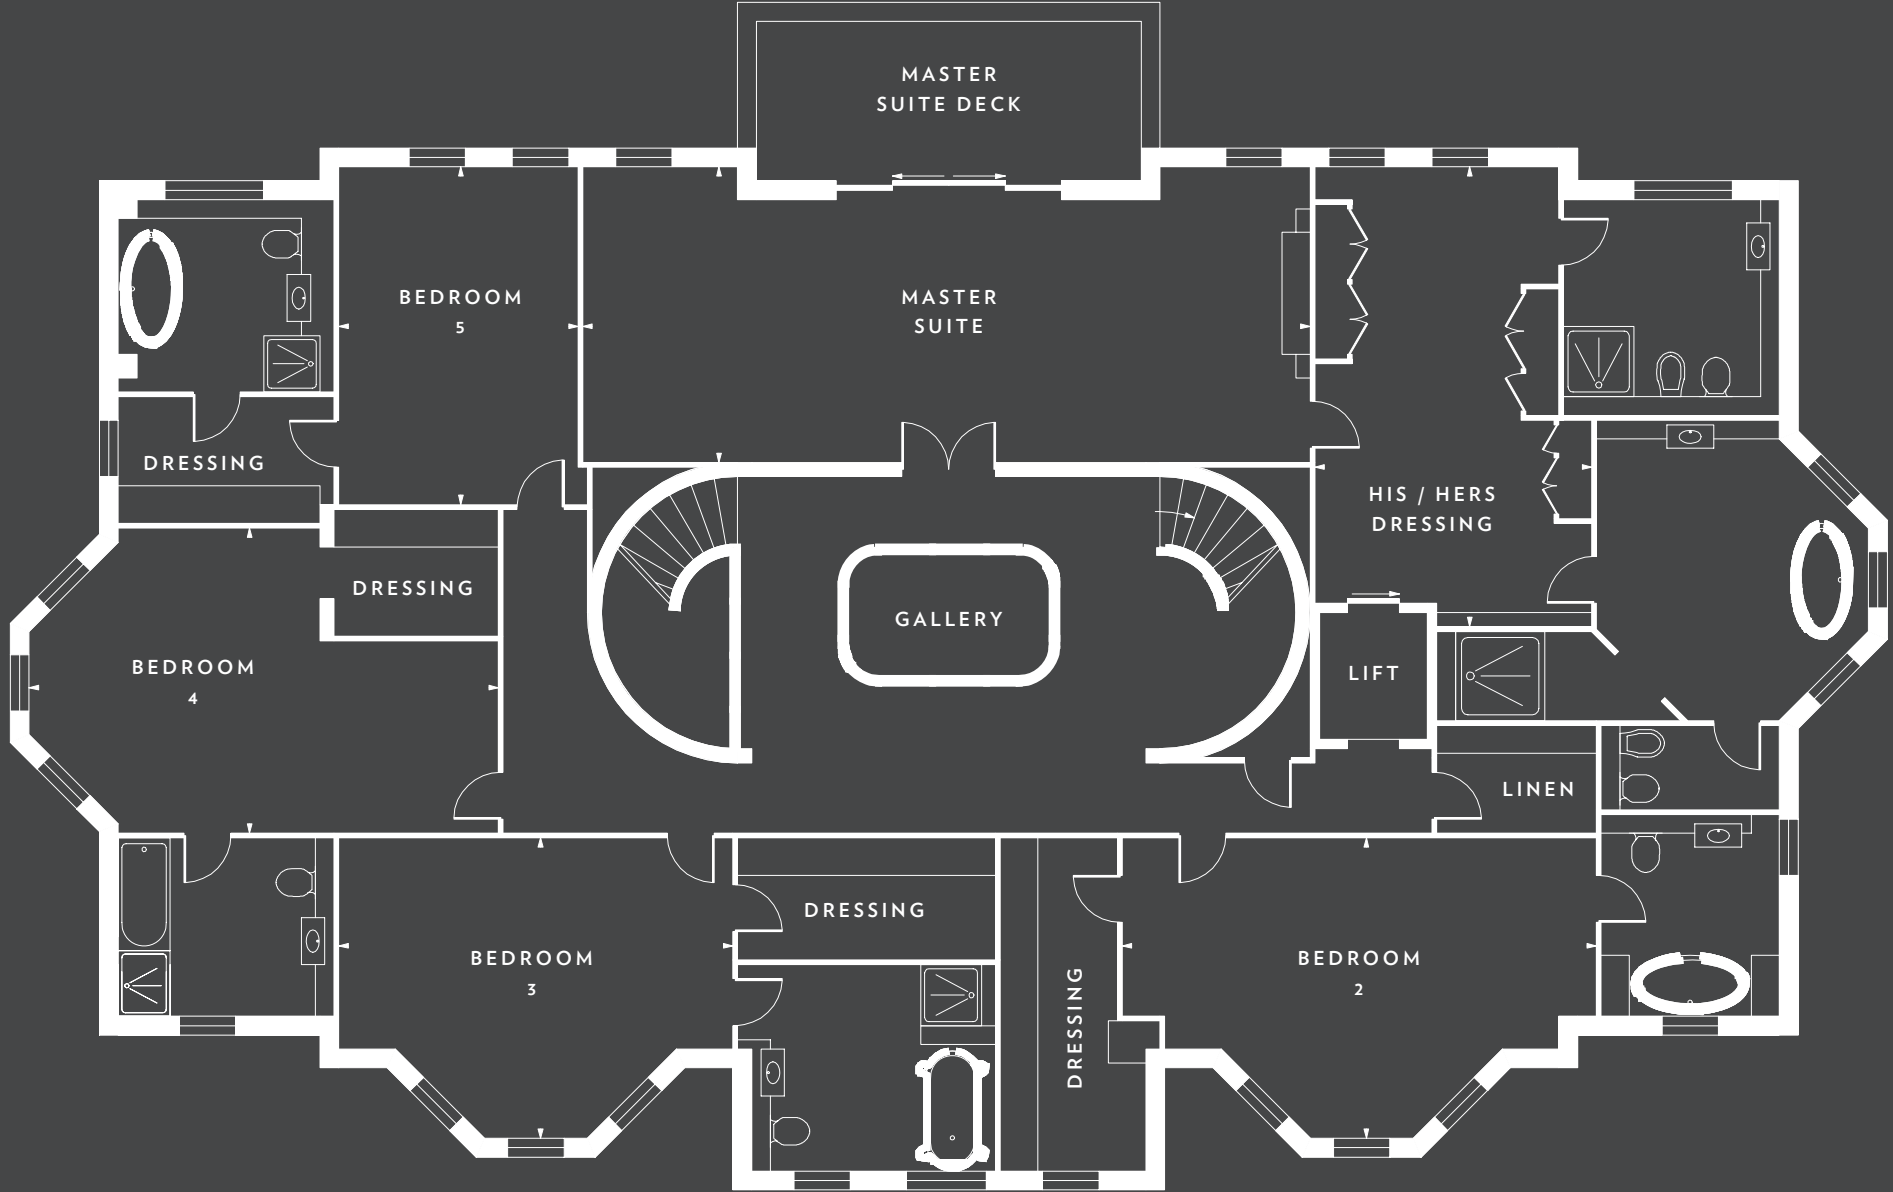 MASTER
SUITE DECK
BEDROOM
5
MASTER
SUITE
DRESSING
HIS / HERS
DRESSING
DRESSING
GALLERY
BEDROOM
4
LIFT
LINEN
DRESSING
BEDROOM
3
DRESSING
BEDROOM
2